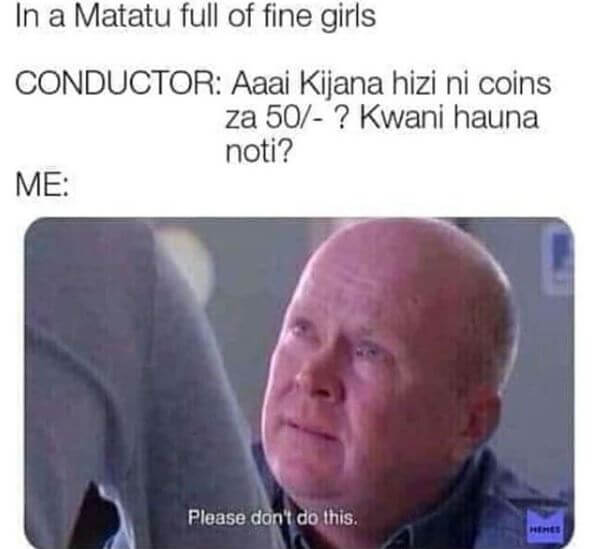 In a Matatu full of fine girls
CONDUCTOR: Aaai Kijana hizi ni coins
za 50/- ? Kwani hauna
noti?
ME:
Please don't do this.
MEMES